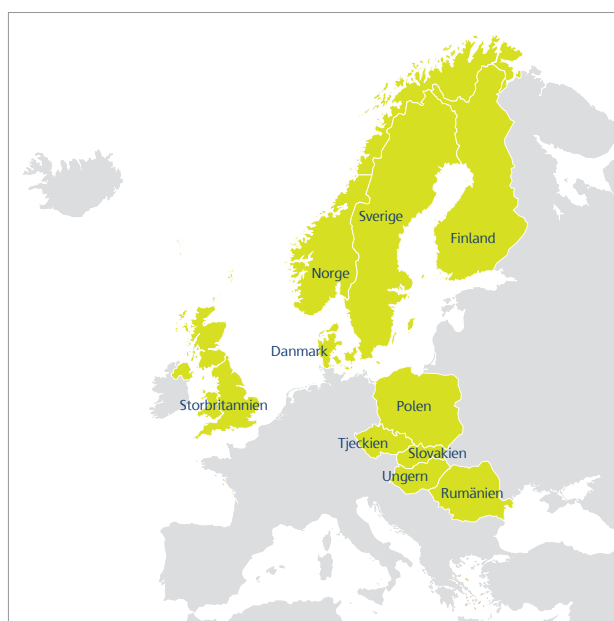 Sverige
Finland
Norge
Danmark
Storbritannien
Polen
Tjeckien
Slovakien
Ungern
Rumänien